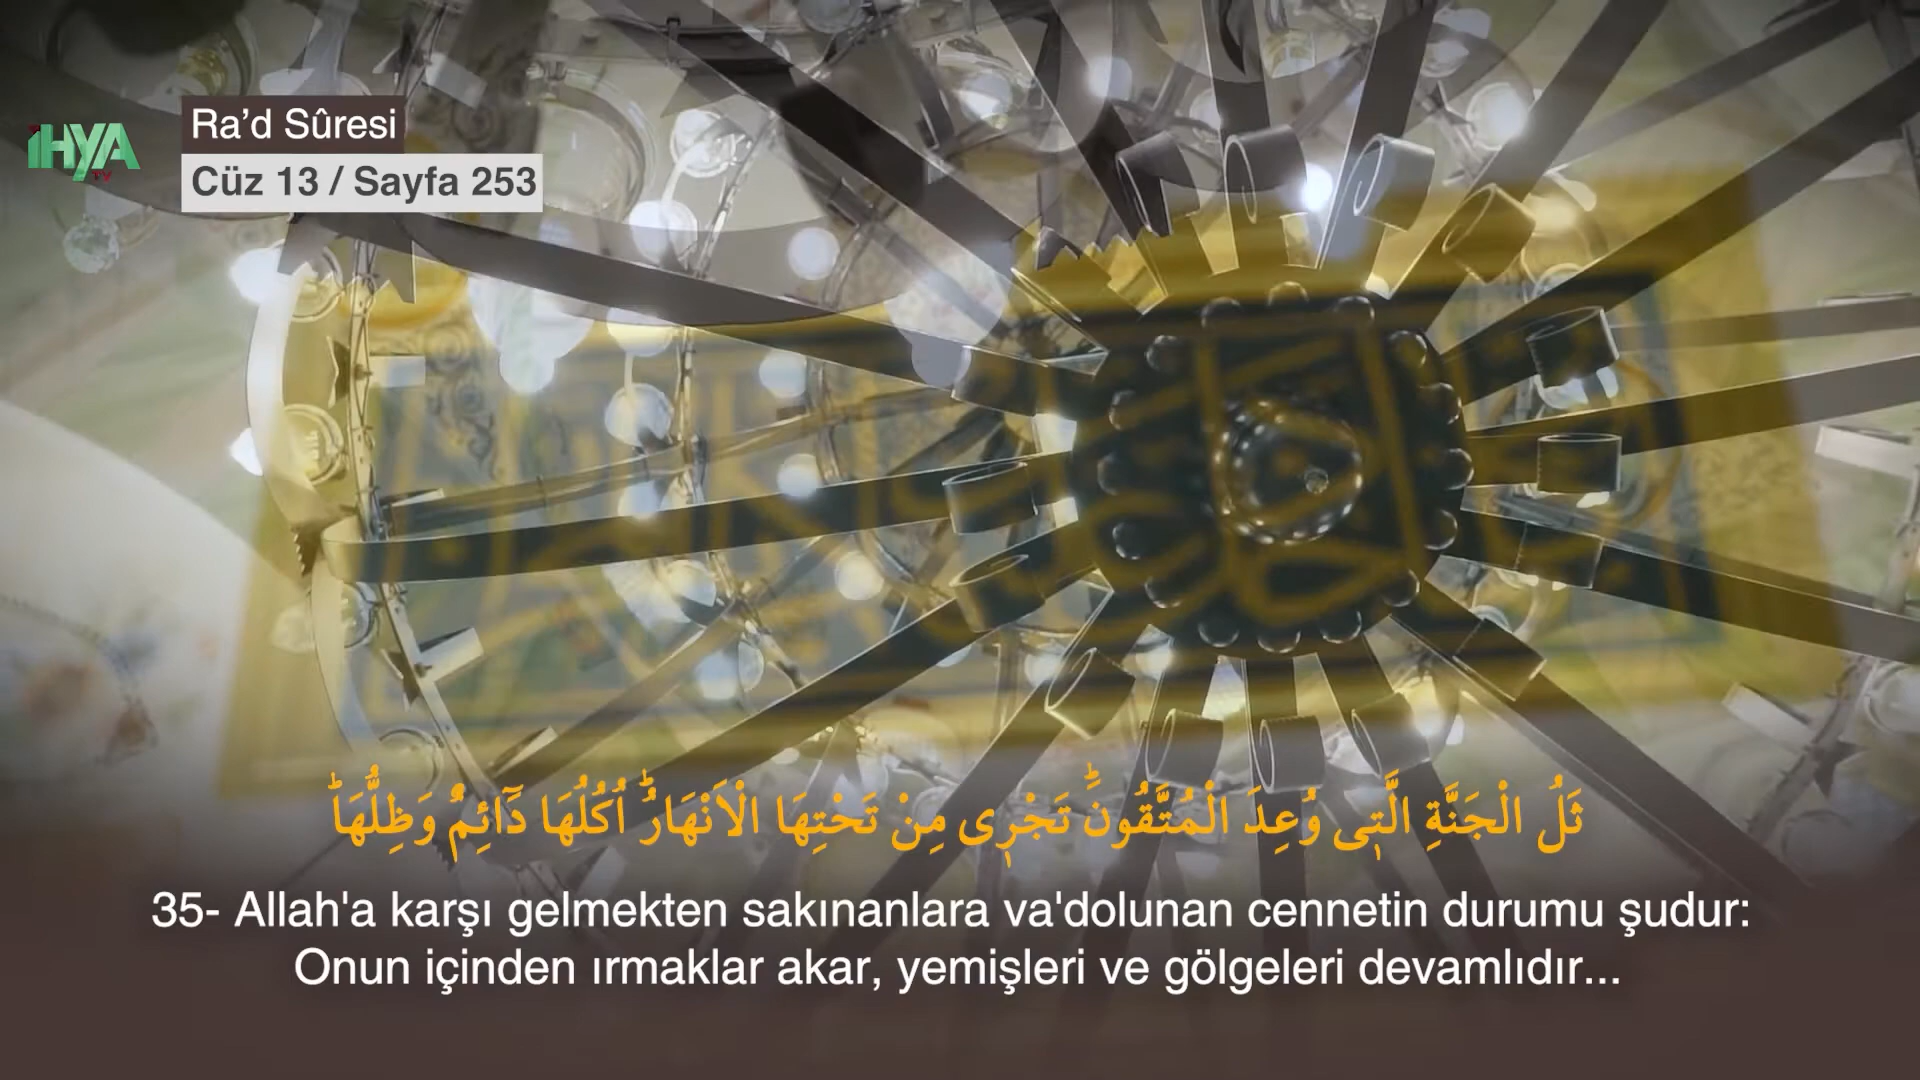 İHYA TV
Ra’d Sûresi
Cüz 13 / Sayfa 253
ثَلُ الْجَنَّةِ الَّت۪ى وُعِدَ الْمُتَّقُونَۜ تَجْر۪ى مِنْ تَحْتِهَا الْاَنْهَارُۜ اُكُلُهَا دَٓائِمٌ وَظِلُّهَاۜ
35- Allah'a karşı gelmekten sakınanlara va'dolunan cennetin durumu şudur:
Onun içinden ırmaklar akar, yemişleri ve gölgeleri devamlıdır...